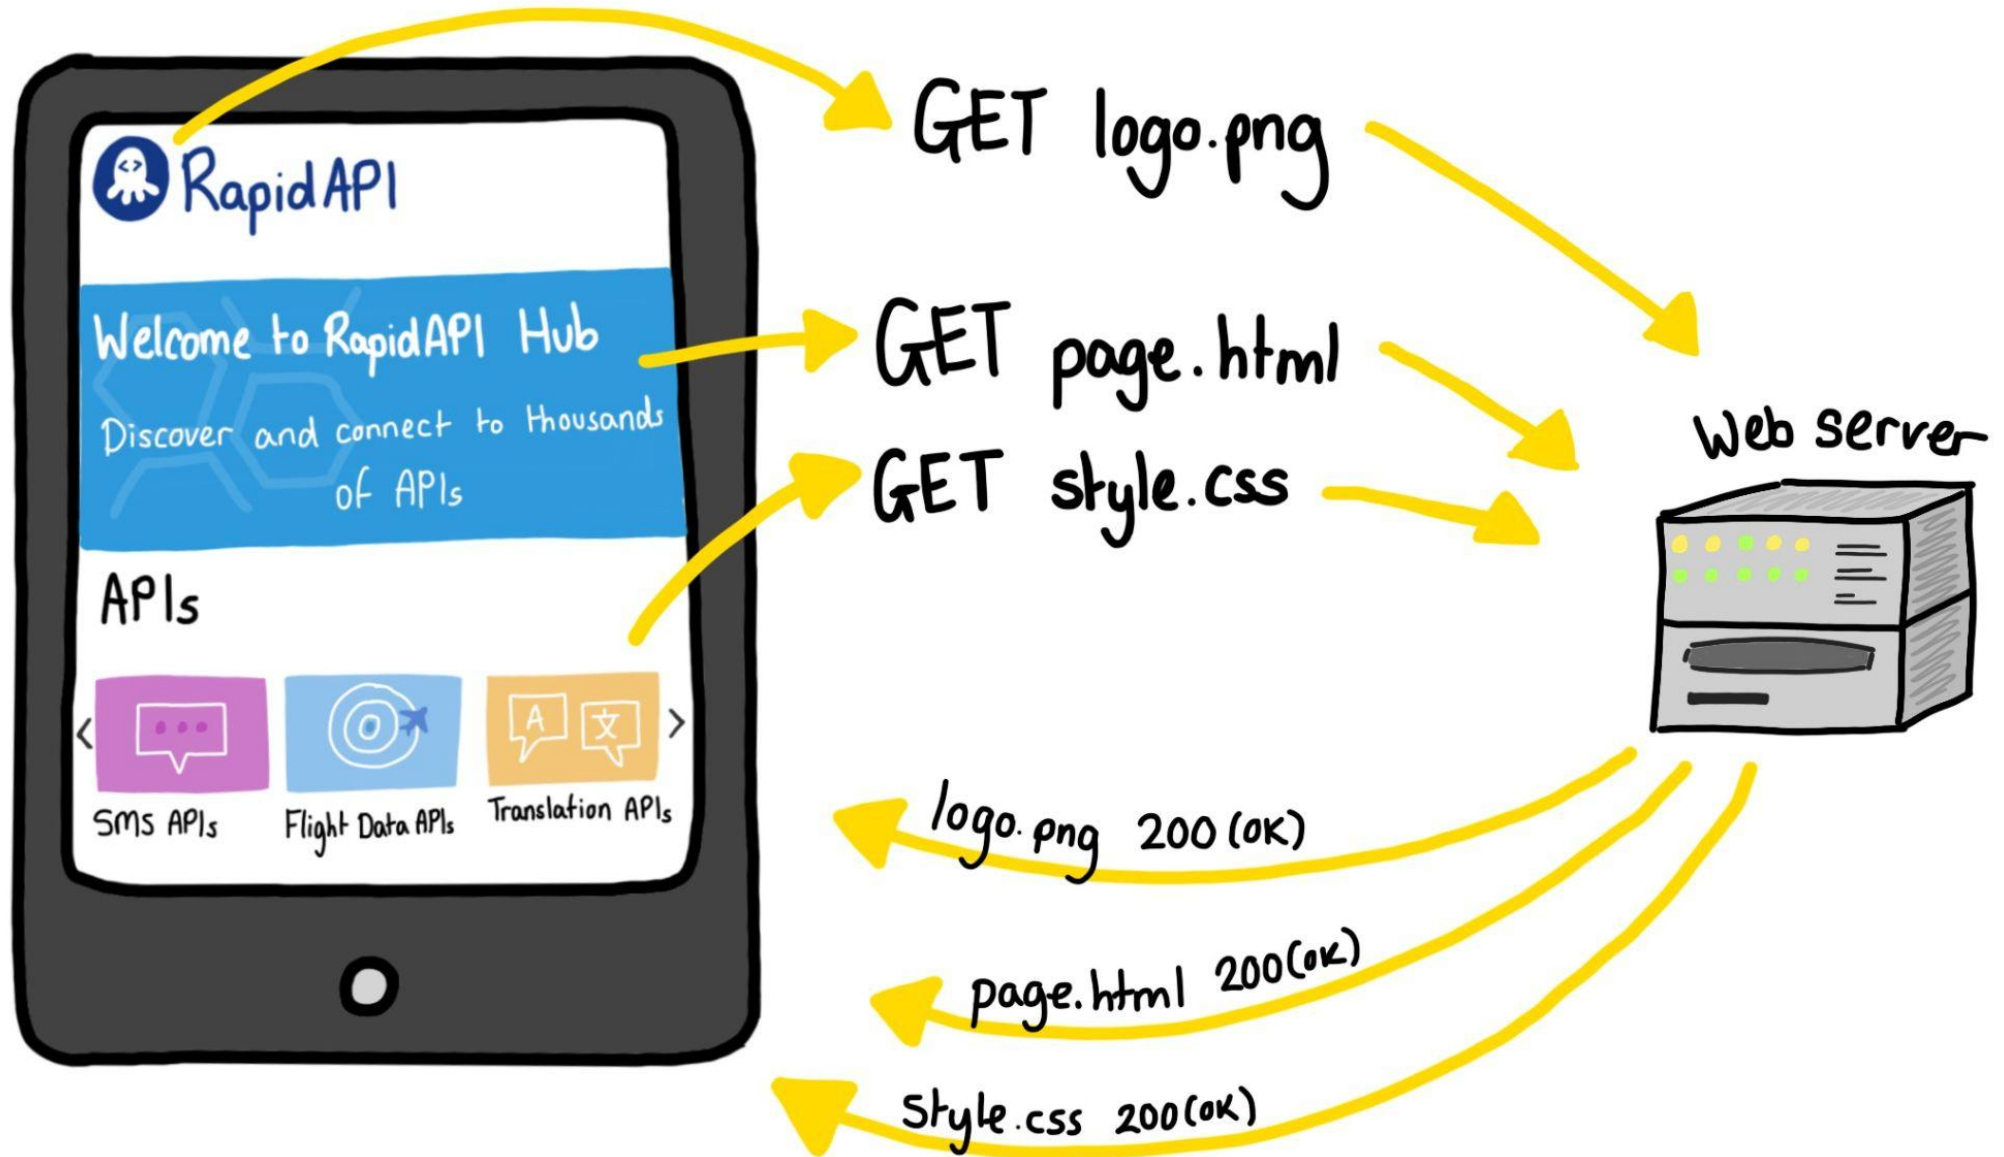 RapidAPI
Welcome to RapidAPI Hub
Discover and connect to thousands
of APIs
APIs
< >
A 文
SMS APIs
Flight Data APIs
Translation APIs
GET logo.png
GET page.html
GET style.css
Web server
logo.png 200 (OK)
page.html 200 (OK)
style.css 200 (OK)